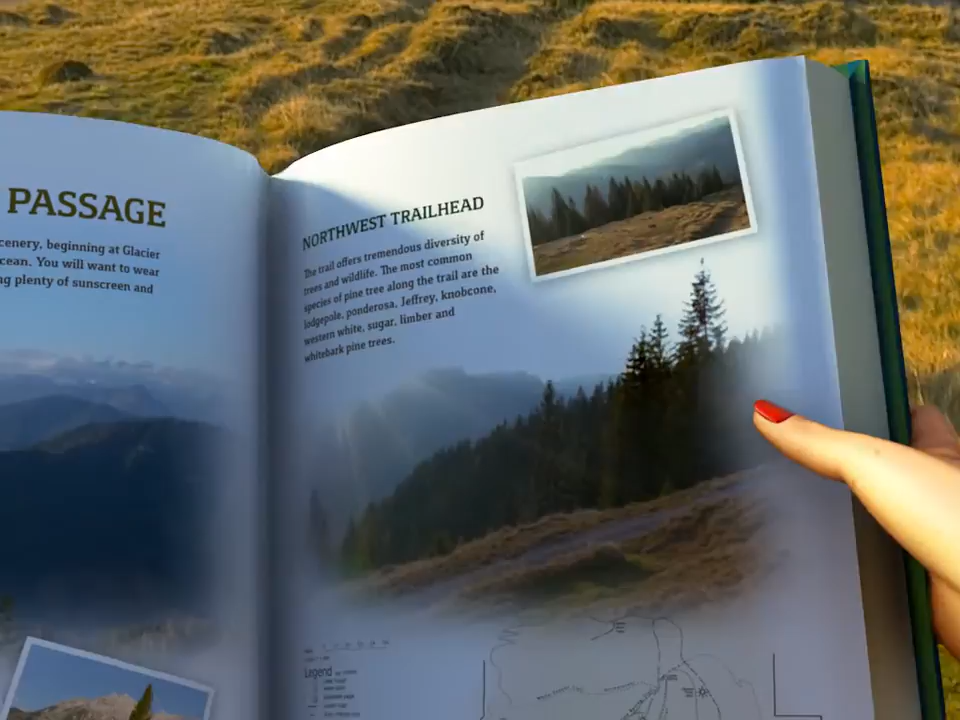 PASSAGE
cenery, beginning at Glacier
cean. You will want to wear
ng plenty of sunscreen and
NORTHWEST TRAILHEAD
The trail offers tremendous diversity of
trees and wildlife. The most common
species of pine tree along the trail are the
lodgepole, ponderosa, Jeffrey, knobcone,
western white, sugar, limber and
whitebark pine trees.
Legend